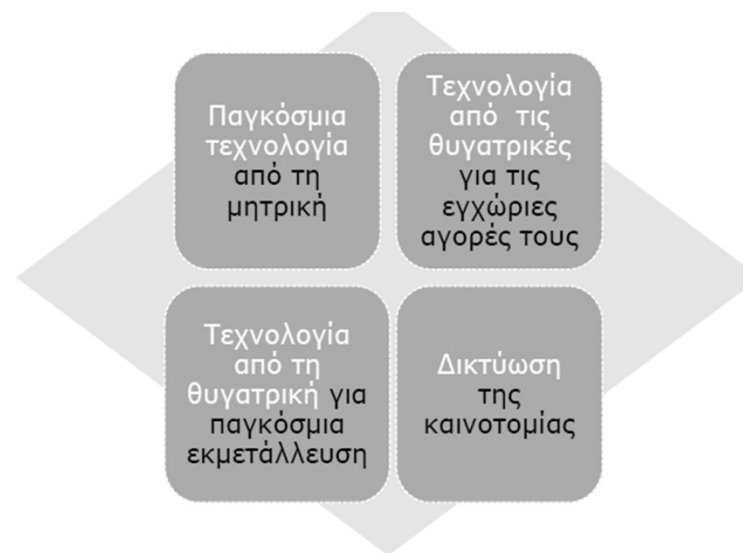 Παγκόσμια
τεχνολογία
από τη
μητρική
Τεχνολογία
από τις
θυγατρικές
για τις
εγχώριες
αγορές τους
Τεχνολογία
από τη
θυγατρική για
παγκόσμια
εκμετάλλευση
Δικτύωση
της
καινοτομίας